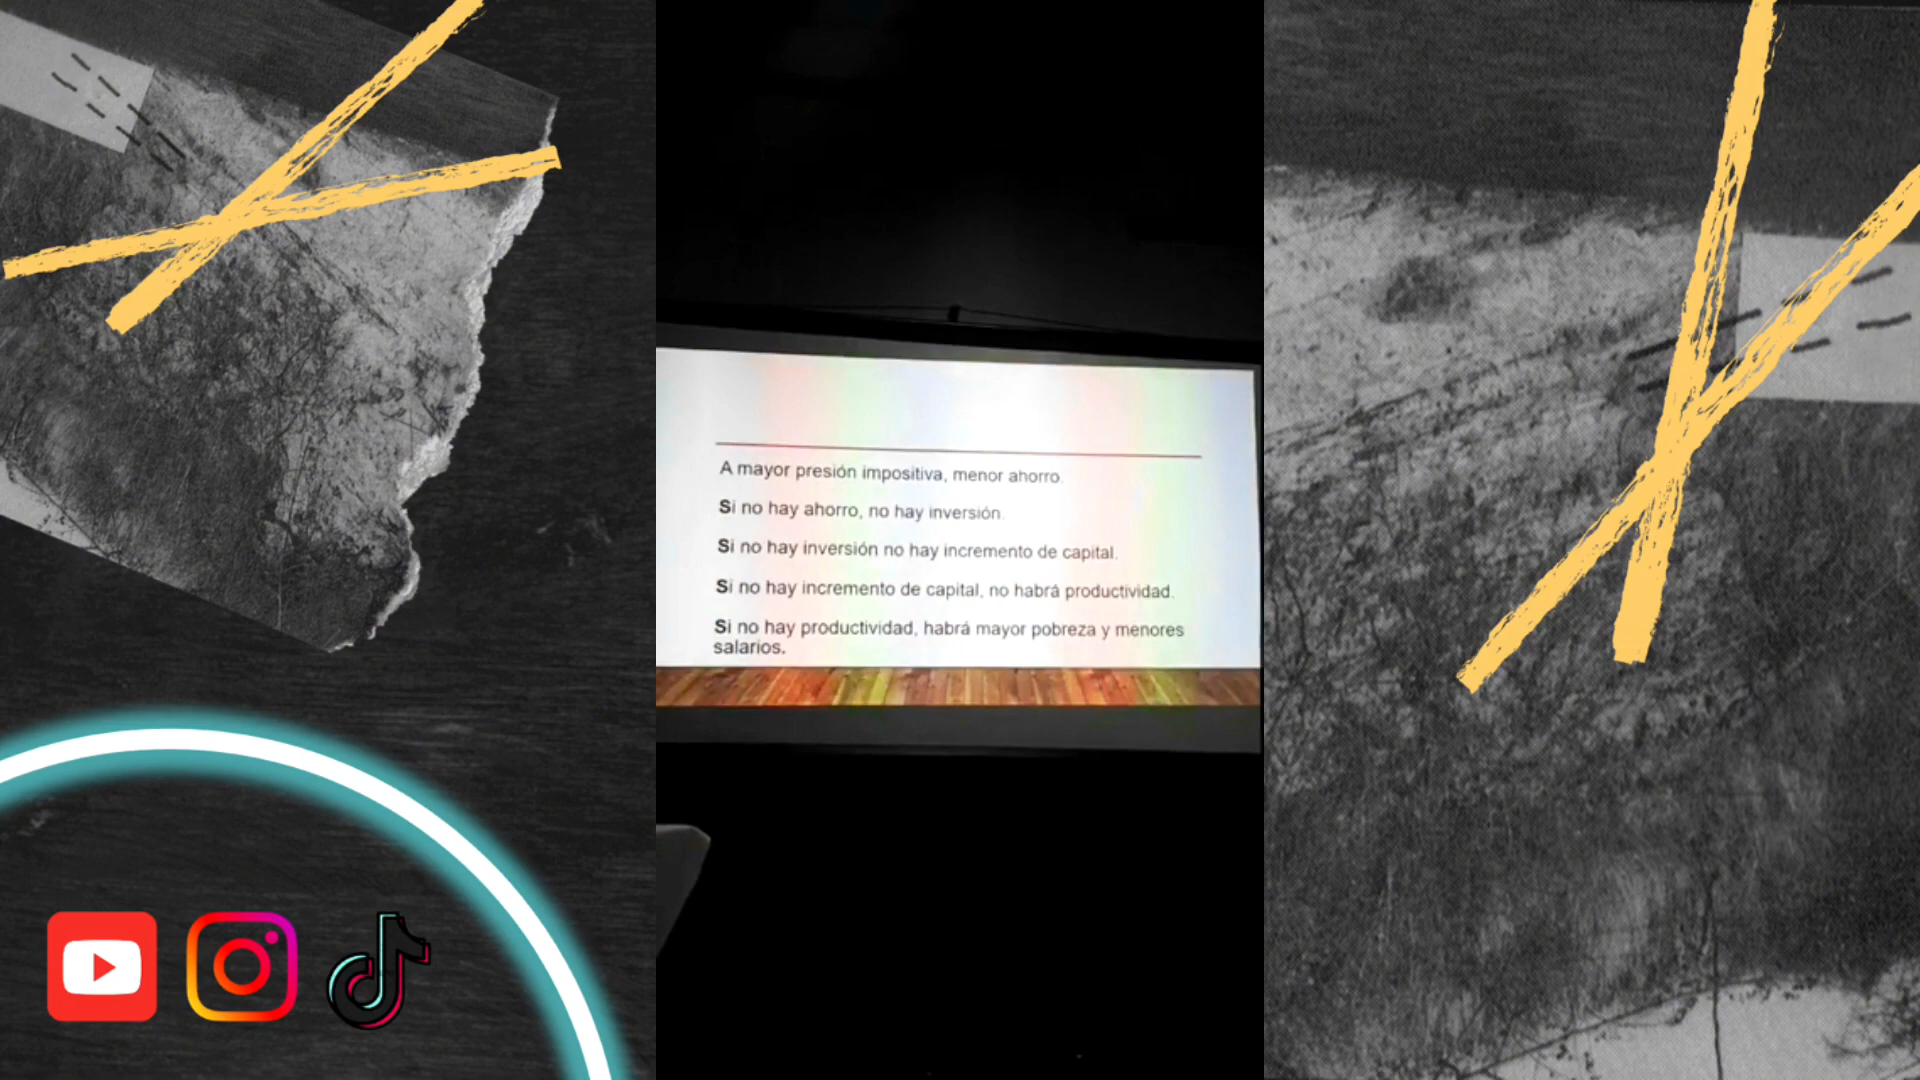 A mayor presión impositiva, menor ahorro.
Si no hay ahorro, no hay inversión.
Si no hay inversión no hay incremento de capital.
Si no hay incremento de capital, no habrá productividad.
Si no hay productividad, habrá mayor pobreza y menores
salarios.